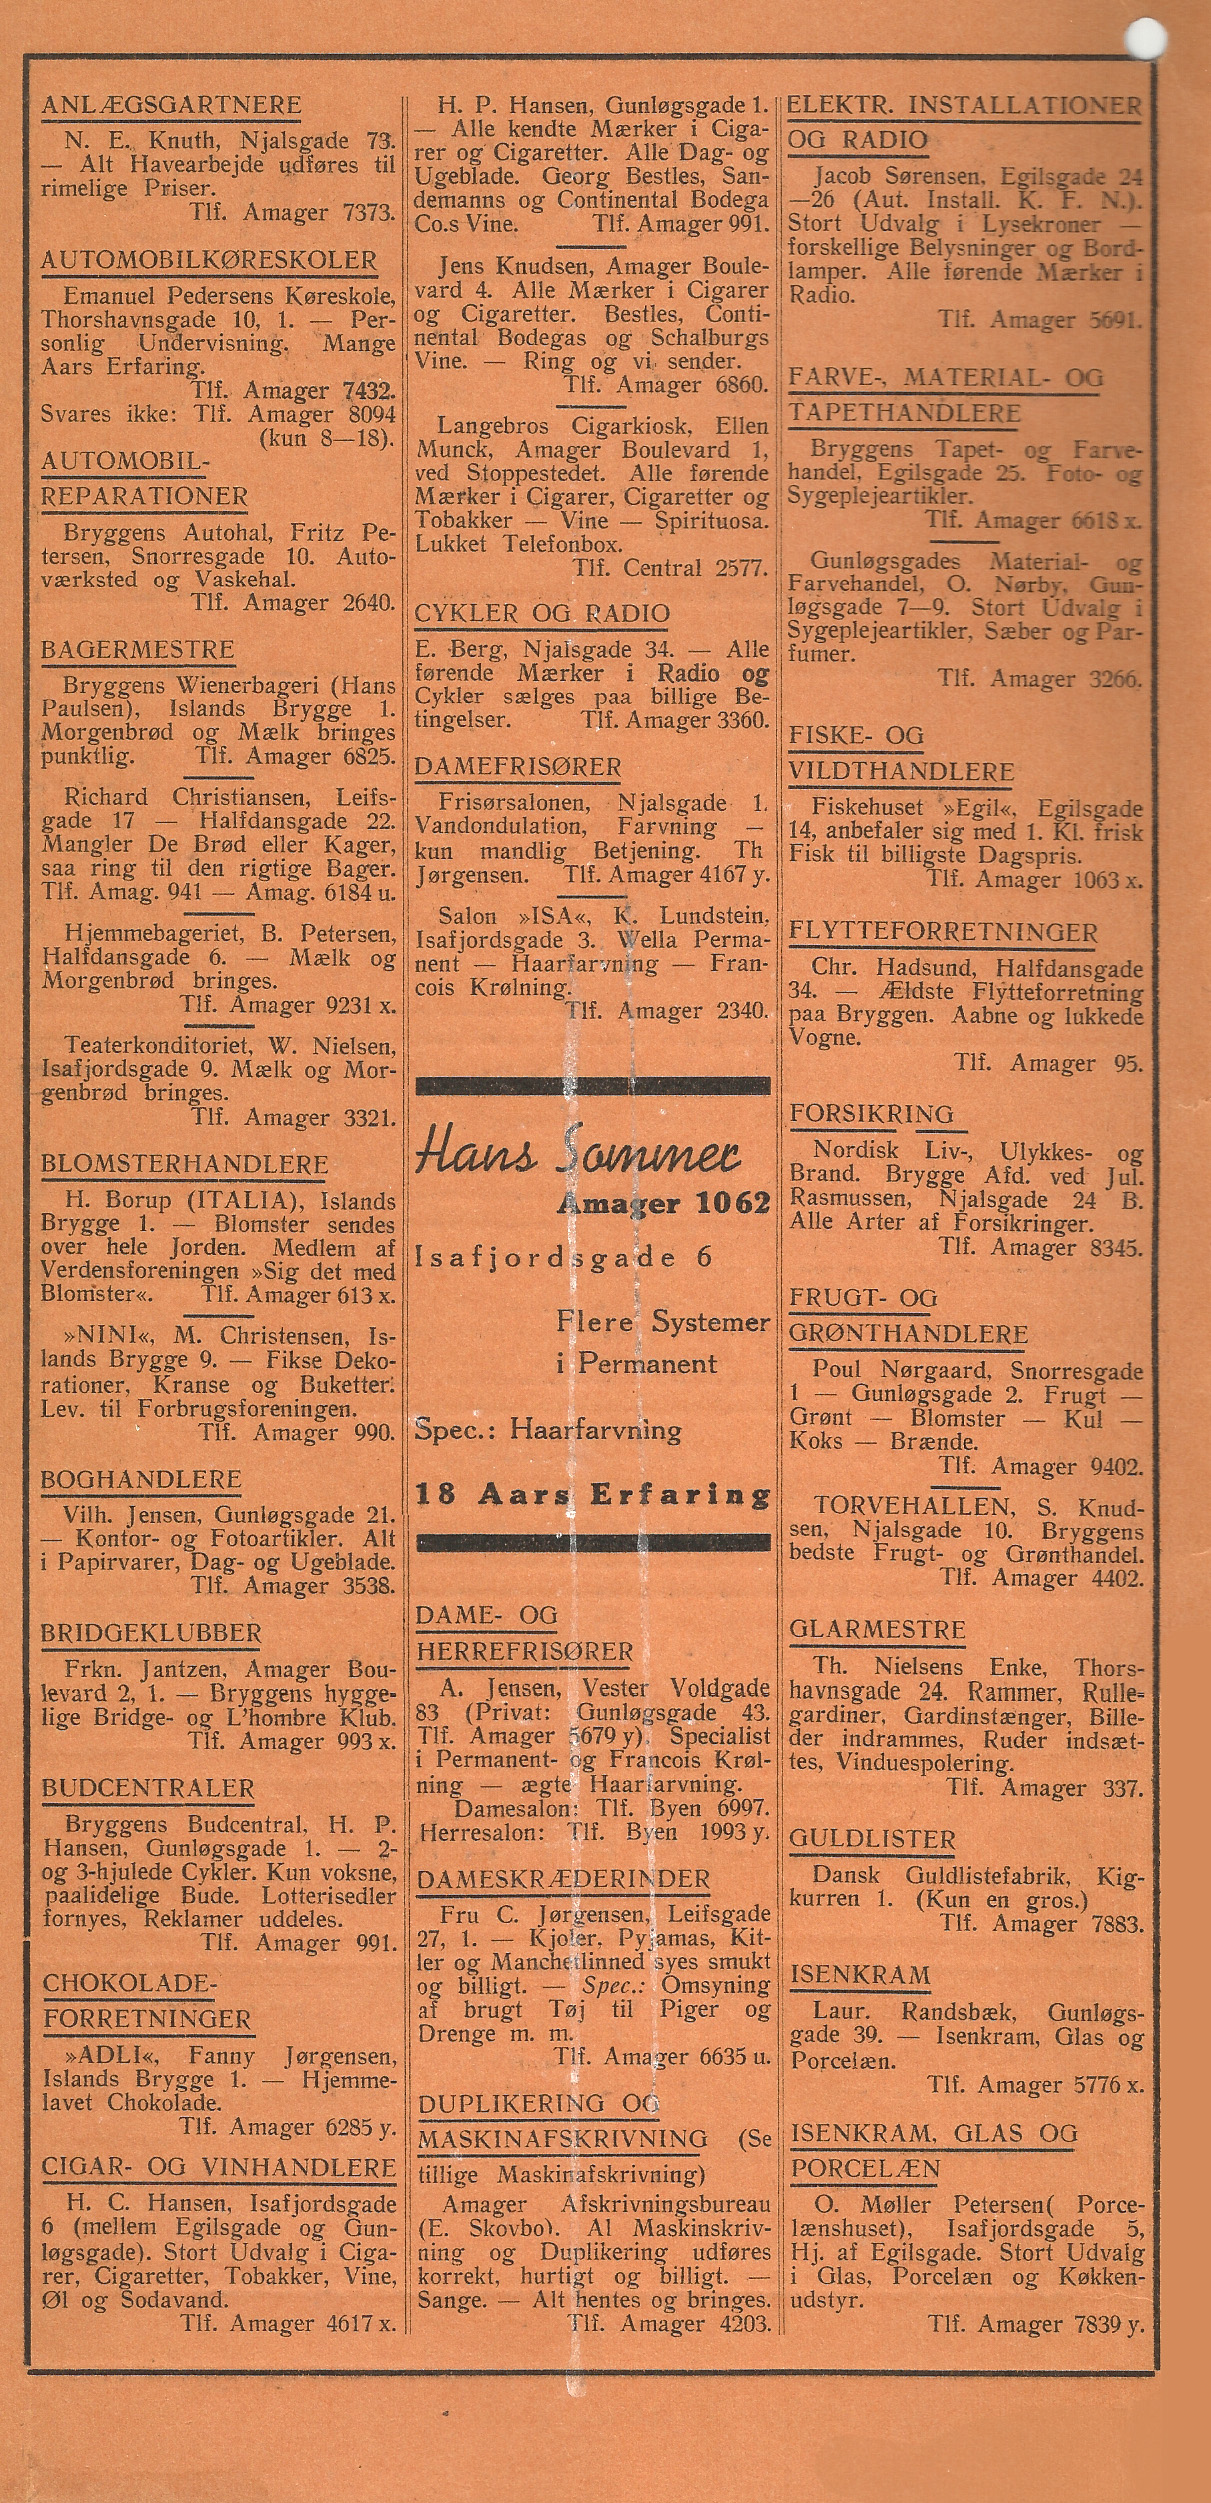 ANLÆGSGARTNERE
N. E. Knuth, Njalsgade 73.
— Alt Havearbejde udføres til
rimelige Priser.
Tlf. Amager 7373.
AUTOMOBILKØRESKOLER
Emanuel Pedersens Køreskole,
Thorshavnsgade 10, 1. — Per-
sonlig Undervisning. Mange
Aars Erfaring.
Tlf. Amager 7432.
Svares ikke: Tlf. Amager 8094
(kun 8—18).
AUTOMOBIL-
REPARATIONER
Bryggens Autohal, Fritz Pe-
tersen, Snorresgade 10. Auto-
værksted og Vaskehal.
Tlf. Amager 2640.
BAGERMESTRE
Bryggens Wienerbageri (Hans
Paulsen), Islands Brygge 1.
Morgenbrød og Mælk bringes
punktlig. Tlf. Amager 6825.
Richard Christiansen, Leifs-
gade 17 — Halfdansgade 22.
Mangler De Brød eller Kager,
saa ring til den rigtige Bager.
Tlf. Amag. 941 — Amag. 6184 u.
Hjemmebageriet, B. Petersen,
Halfdansgade 6. — Mælk og
Morgenbrød bringes.
Tlf. Amager 9231 x.
Teaterkonditoriet, W. Nielsen,
Isafjordsgade 9. Mælk og Mor-
genbrød bringes.
Tlf. Amager 3321.
BLOMSTERHANDLERE
H. Borup (ITALIA), Islands
Brygge 1. — Blomster sendes
over hele Jorden. Medlem af
Verdensforeningen »Sig det med
Blomster«. Tlf. Amager 613 x.
»NINI«, M. Christensen, Is-
lands Brygge 9. — Fikse Deko-
rationer, Kranse og Buketter.
Lev. til Forbrugsforeningen.
Tlf. Amager 990.
BOGHANDLERE
Vilh. Jensen, Gunløgsgade 21.
— Kontor- og Fotoartikler. Alt
i Papirvarer, Dag- og Ugeblade.
Tlf. Amager 3538.
BRIDGEKLUBBER
Frkn. Jantzen, Amager Bou-
levard 2, 1. — Bryggens hygge-
lige Bridge- og L'hombre Klub.
Tlf. Amager 993 x.
BUDCENTRALER
Bryggens Budcentral, H. P.
Hansen, Gunløgsgade 1. — 2-
og 3-hjulede Cykler. Kun voksne,
paalidelige Bude. Lotterisedler
fornyes, Reklamer uddeles.
Tlf. Amager 991.
CHOKOLADE-
FORRETNINGER
»ADLI«, Fanny Jørgensen,
Islands Brygge 1. — Hjemme-
lavet Chokolade.
Tlf. Amager 6285 y.
CIGAR- OG VINHANDLERE
H. C. Hansen, Isafjordsgade
6 (mellem Egilsgade og Gun-
løgsgade). Stort Udvalg i Ciga-
rer, Cigaretter, Tobakker, Vine,
Øl og Sodavand.
Tlf. Amager 4617 x.
H. P. Hansen, Gunløgsgade 1.
— Alle kendte Mærker i Ciga-
rer og Cigaretter. Alle Dag- og
Ugeblade. Georg Bestles, San-
demanns og Continental Bodega
Co.s Vine. Tlf. Amager 991.
Jens Knudsen, Amager Boule-
vard 4. Alle Mærker i Cigarer
og Cigaretter. Bestles, Conti-
nental Bodegas og Schalburgs
Vine. — Ring og vi sender.
Tlf. Amager 6860.
Langebros Cigarkiosk, Ellen
Munck, Amager Boulevard 1,
ved Stoppestedet. Alle førende
Mærker i Cigarer, Cigaretter og
Tobakker — Vine — Spirituosa.
Lukket Telefonbox.
Tlf. Central 2577.
CYKLER OG RADIO
E. Berg, Njalsgade 34. — Alle
førende Mærker i Radio og
Cykler sælges paa billige Be-
tingelser. Tlf. Amager 3360.
DAMEFRISØRER
Frisørsalonen, Njalsgade 1.
Vandondulation, Farvning —
kun mandlig Betjening. Th
Jørgensen. Tlf. Amager 4167 y.
Salon »ISA«, K. Lundstein,
Isafjordsgade 3. Wella Perma-
nent — Haarfarvning — Fran-
cois Krølning.
Tlf. Amager 2340.
Hans Sommer
Amager 1062
Isafjordsgade 6
Flere Systemer
i Permanent
Spec.: Haarfarvning
18 Aars Erfaring
DAME- OG
HERREFRISØRER
A. Jensen, Vester Voldgade
83 (Privat: Gunløgsgade 43.
Tlf. Amager 5679 y). Specialist
i Permanent- og Francois Krøl-
ning — ægte Haarfarvning.
Damesalon: Tlf. Byen 6997.
Herresalon: Tlf. Byen 1993 y.
DAMESKRÆDERINDER
Fru C. Jørgensen, Leifsgade
27, 1. — Kjoler, Pyjamas, Kit-
ler og Manchetlinned syes smukt
og billigt. — Spec.: Omsyning
af brugt Tøj til Piger og
Drenge m. m.
Tlf. Amager 6635 u.
DUPLIKERING OG
MASKINAFSKRIVNING (Se
tillige Maskinafskrivning)
Amager Afskrivningsbureau
(E. Skovbo). Al Maskinskriv-
ning og Duplikering udføres
korrekt, hurtigt og billigt. —
Sange. — Alt hentes og bringes.
Tlf. Amager 4203.
ELEKTR. INSTALLATIONER
OG RADIO
Jacob Sørensen, Egilsgade 24
—26 (Aut. Install. K. F. N.).
Stort Udvalg i Lysekroner —
forskellige Belysninger og Bord-
lamper. Alle førende Mærker i
Radio.
Tlf. Amager 5691.
FARVE-, MATERIAL- OG
TAPETHANDLERE
Bryggens Tapet- og Farve-
handel, Egilsgade 25. Foto- og
Sygeplejeartikler.
Tlf. Amager 6618 x.
Gunløgsgades Material- og
Farvehandel, O. Nørby, Gun-
løgsgade 7—9. Stort Udvalg i
Sygeplejeartikler, Sæber og Par-
fumer.
Tlf. Amager 3266.
FISKE- OG
VILDTHANDLERE
Fiskehuset »Egil«, Egilsgade
14, anbefaler sig med 1. Kl. frisk
Fisk til billigste Dagspris.
Tlf. Amager 1063 x.
FLYTTEFORRETNINGER
Chr. Hadsund, Halfdansgade
34. — Ældste Flytteforretning
paa Bryggen. Aabne og lukkede
Vogne.
Tlf. Amager 95.
FORSIKRING
Nordisk Liv-, Ulykkes- og
Brand. Brygge Afd. ved Jul.
Rasmussen, Njalsgade 24 B.
Alle Arter af Forsikringer.
Tlf. Amager 8345.
FRUGT- OG
GRØNTHANDLERE
Poul Nørgaard, Snorresgade
1 — Gunløgsgade 2. Frugt —
Grønt — Blomster — Kul —
Koks — Brænde.
Tlf. Amager 9402.
TORVEHALLEN, S. Knud-
sen, Njalsgade 10. Bryggens
bedste Frugt- og Grønthandel.
Tlf. Amager 4402.
GLARMESTRE
Th. Nielsens Enke, Thors-
havnsgade 24. Rammer, Rulle-
gardiner, Gardinstænger, Bille-
der indrammes, Ruder indsæt-
tes, Vinduespolering.
Tlf. Amager 337.
GULDLISTER
Dansk Guldlistefabrik, Kig-
kurren 1. (Kun en gros.)
Tlf. Amager 7883.
ISENKRAM
Laur. Randsbæk, Gunløgs-
gade 39. — Isenkram, Glas og
Porcelæn.
Tlf. Amager 5776 x.
ISENKRAM, GLAS OG
PORCELÆN
O. Møller Petersen( Porce-
lænshuset), Isafjordsgade 5,
Hj. af Egilsgade. Stort Udvalg
i Glas, Porcelæn og Køkken-
udstyr.
Tlf. Amager 7839 y.